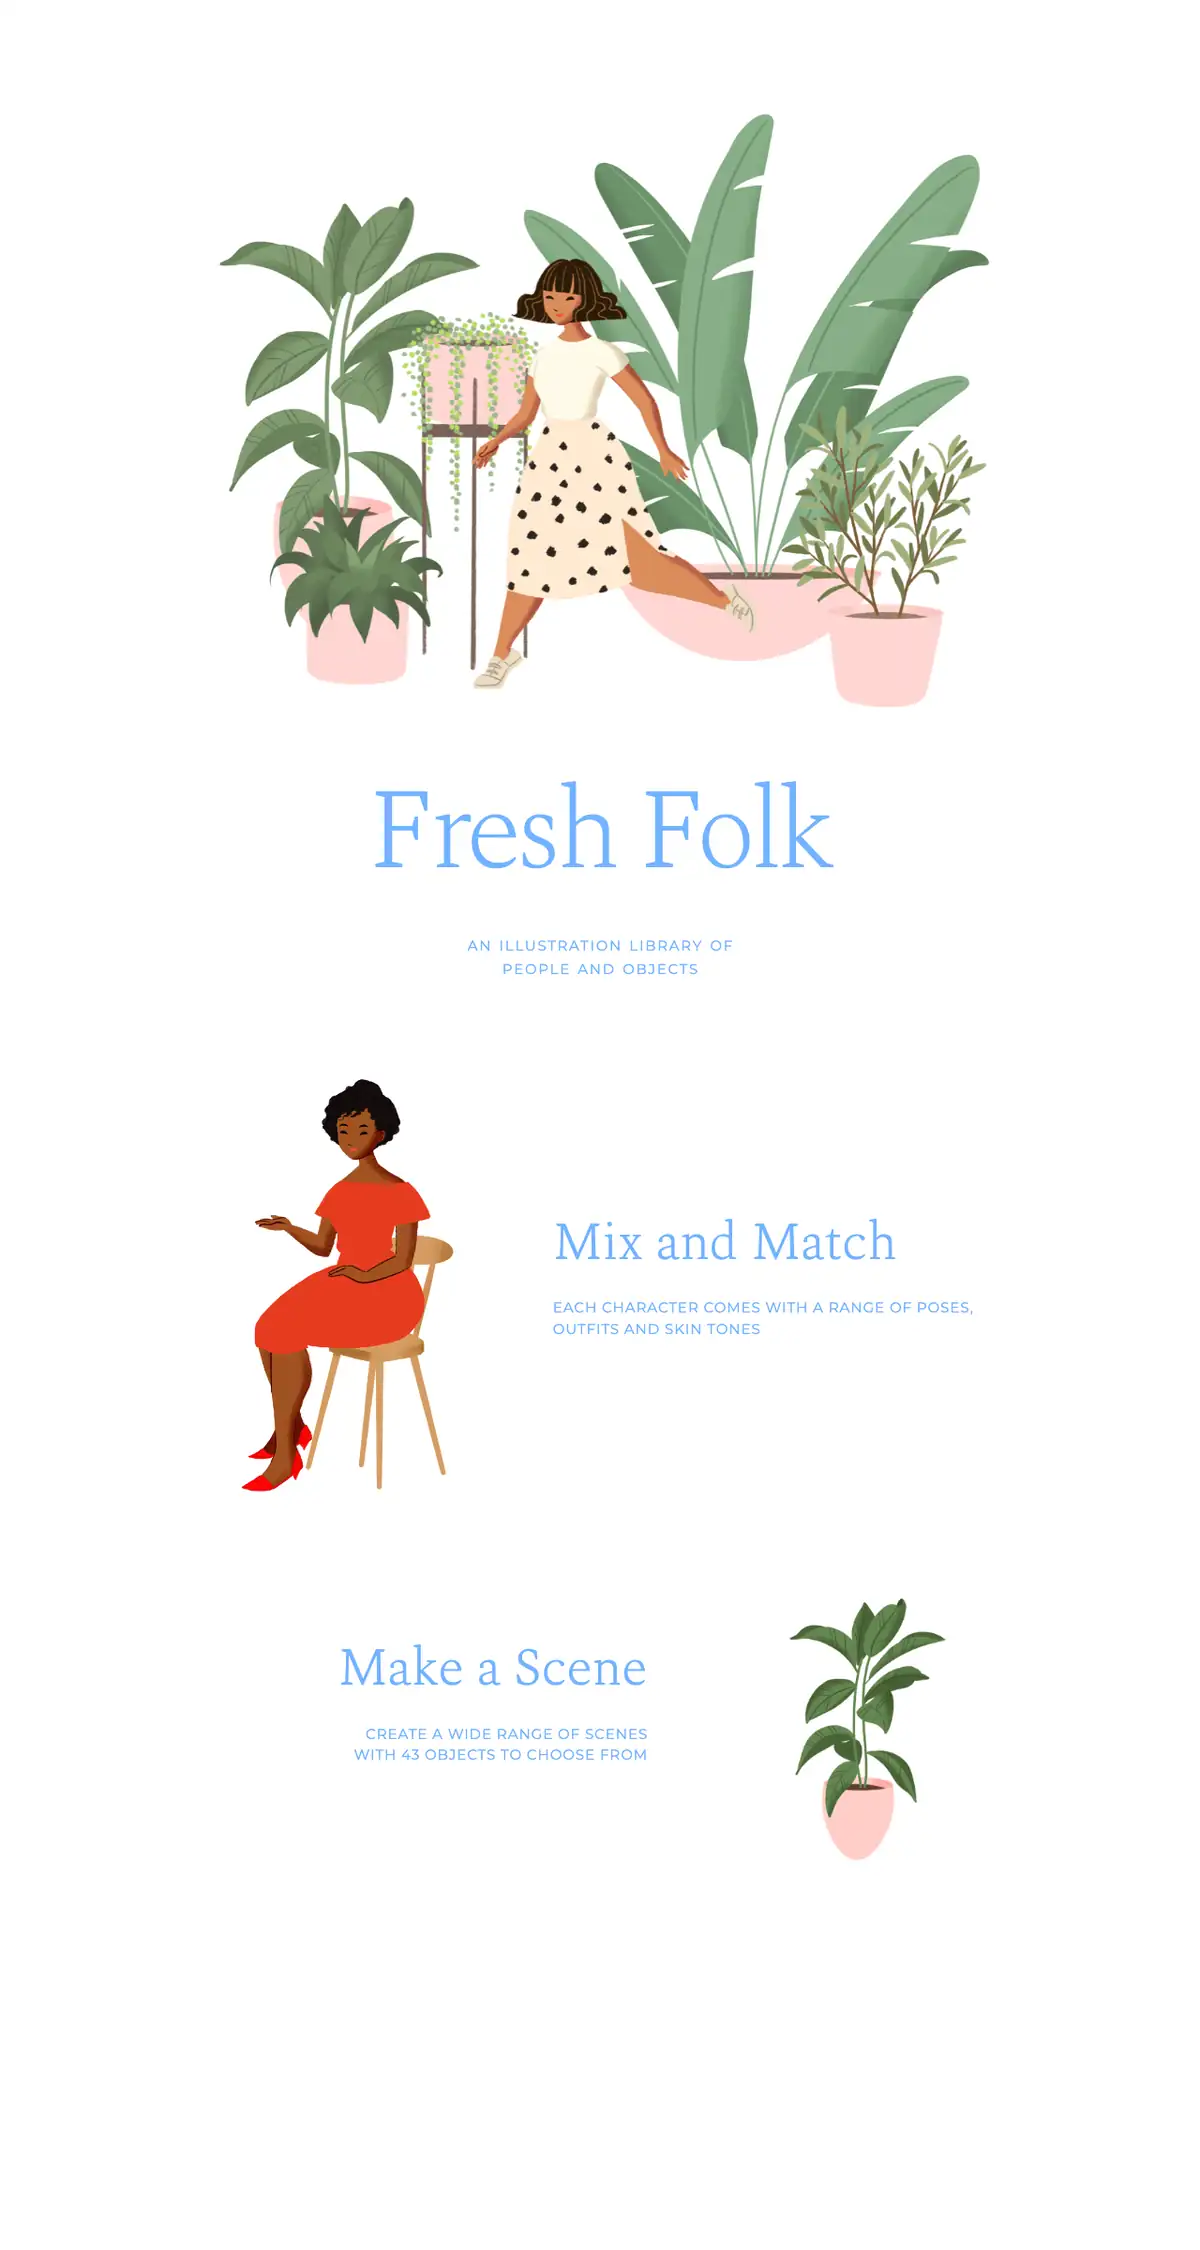 Fresh Folk
AN ILLUSTRATION LIBRARY OF
PEOPLE AND OBJECTS
Mix and Match
EACH CHARACTER COMES WITH A RANGE OF POSES,
OUTFITS AND SKIN TONES
Make a Scene
CREATE A WIDE RANGE OF SCENES
WITH 43 OBJECTS TO CHOOSE FROM